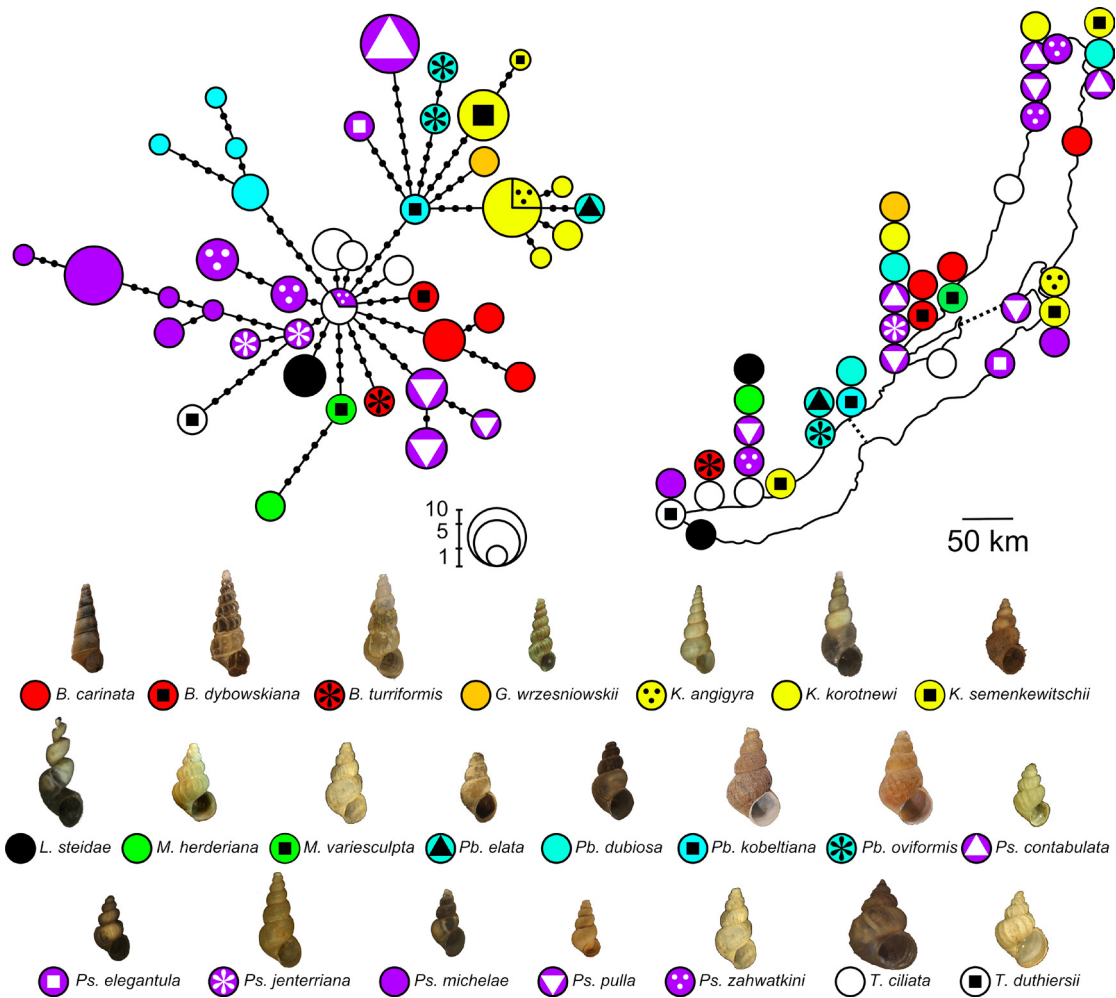 10
5
1
50 km
B. carinata
B. dybowskiana
B. turriformis
G. wrzesniowskii
K. angigyra
K. korotnewi
K. semenkewitschii
L. steidae
M. herderiana
M. variesculpta
Pb. elata
Pb. dubiosa
Pb. kobeltiana
Pb. oviformis
Ps. contabulata
Ps. elegantula
Ps. jenterriana
Ps. michelae
Ps. pulla
Ps. zahwatkini
T. ciliata
T. duthiersii